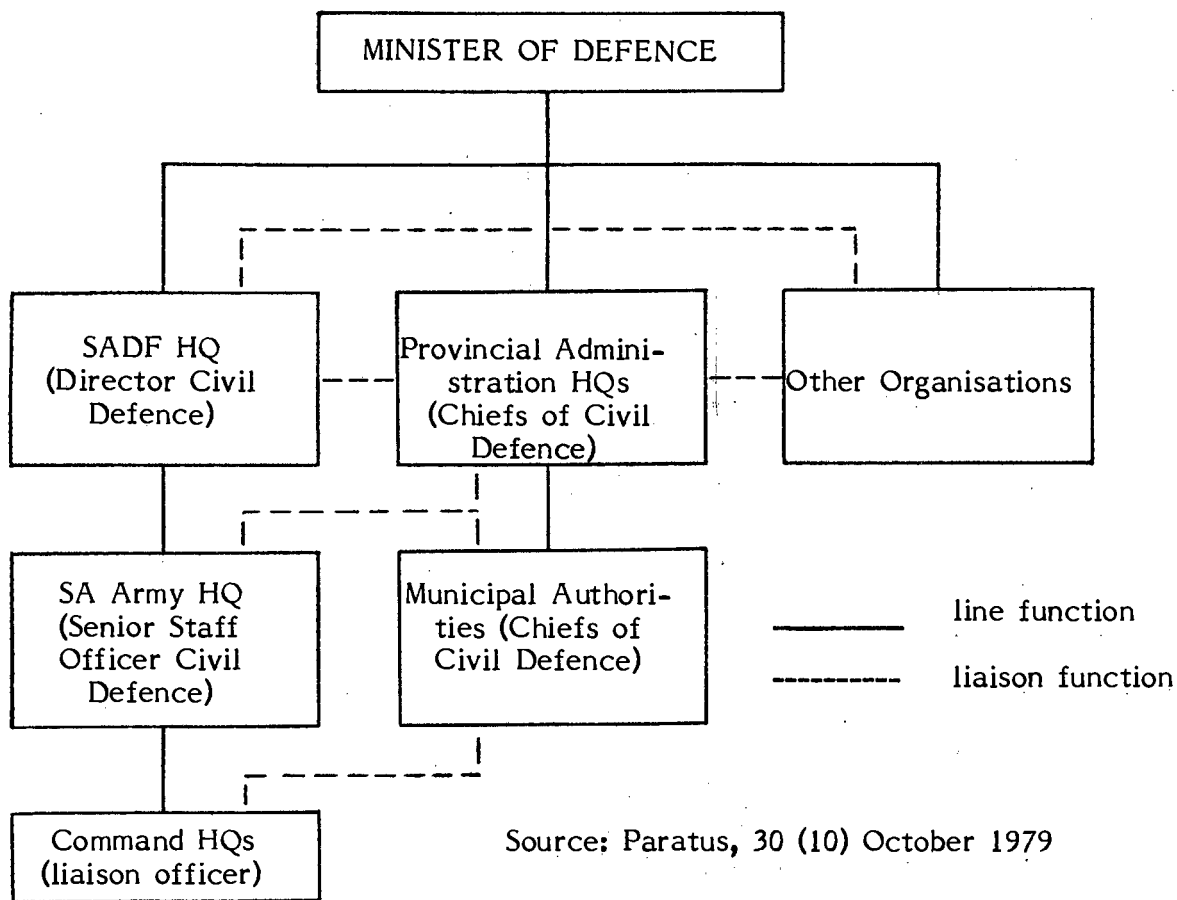 MINISTER OF DEFENCE
SADF HQ
(Director Civil
Defence)
Provincial Admini-
stration HQs
(Chiefs of Civil
Defence)
Other Organisations
SA Army HQ
(Senior Staff
Officer Civil
Defence)
Municipal Authori-
ties (Chiefs of
Civil Defence)
line function
liaison function
Command HQs
(liaison officer)
Source: Paratus, 30 (10) October 1979